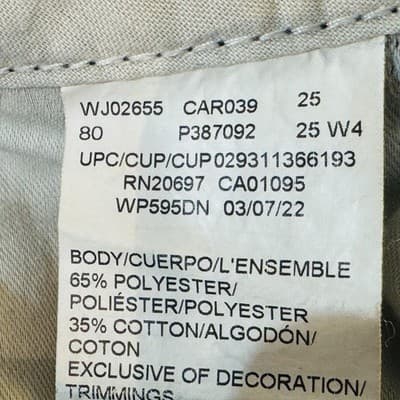 WJ02655 CAR039 25
80 P387092 25 W4
UPC/CUP/CUP029311366193
RN20697 CA01095
WP595DN 03/07/22
BODY/CUERPO/L'ENSEMBLE
65% POLYESTER/
POLIÉSTER/POLYESTER
35% COTTON/ALGODÓN/
COTON
EXCLUSIVE OF DECORATION/
TRIMMINGS